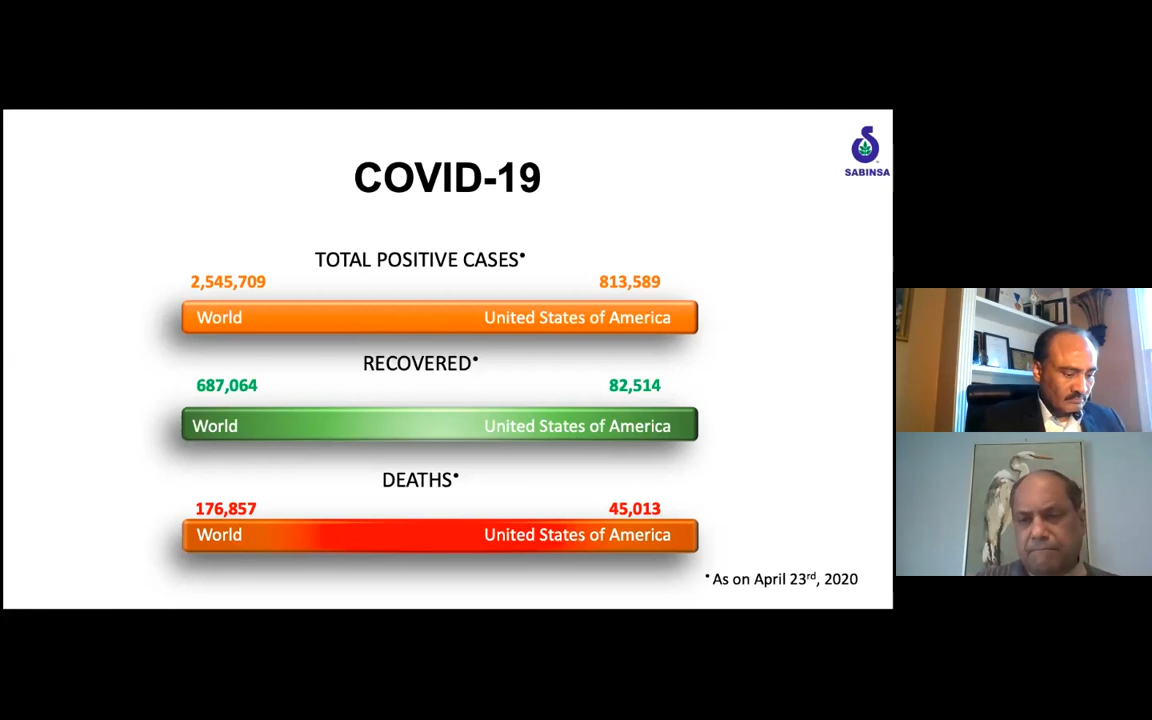 COVID-19
SABINSA
TOTAL POSITIVE CASES•
2,545,709 813,589
World United States of America
RECOVERED•
687,064 82,514
World United States of America
DEATHS•
176,857 45,013
World United States of America
• As on April 23rd, 2020